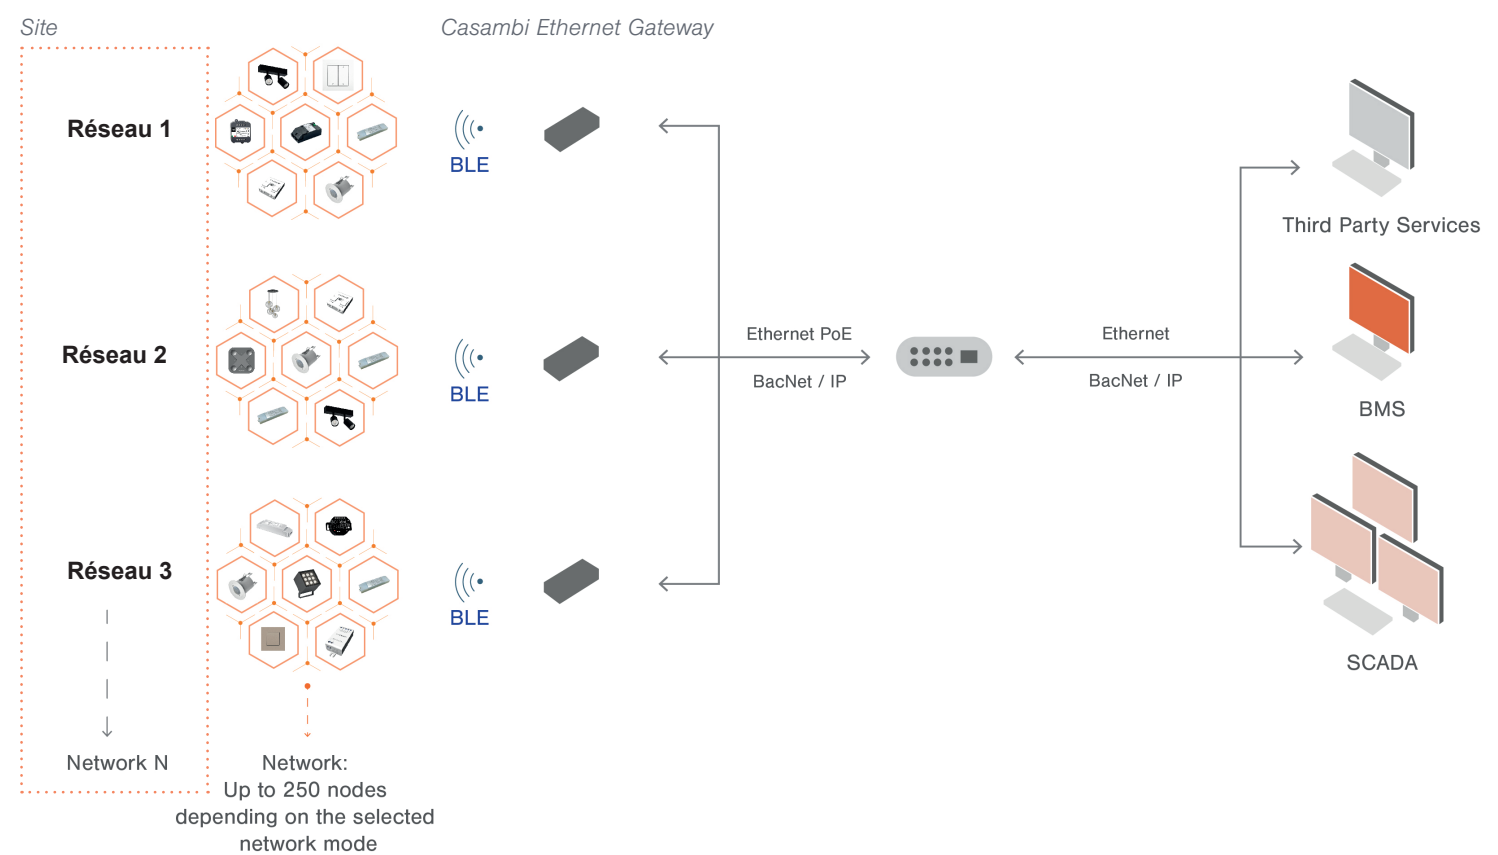 Site
Casambi Ethernet Gateway
Réseau 1
BLE
Third Party Services
Réseau 2
BLE
Ethernet PoE
BacNet / IP
Ethernet
BacNet / IP
BMS
Réseau 3
BLE
SCADA
Network N
Network:
Up to 250 nodes
depending on the selected
network mode